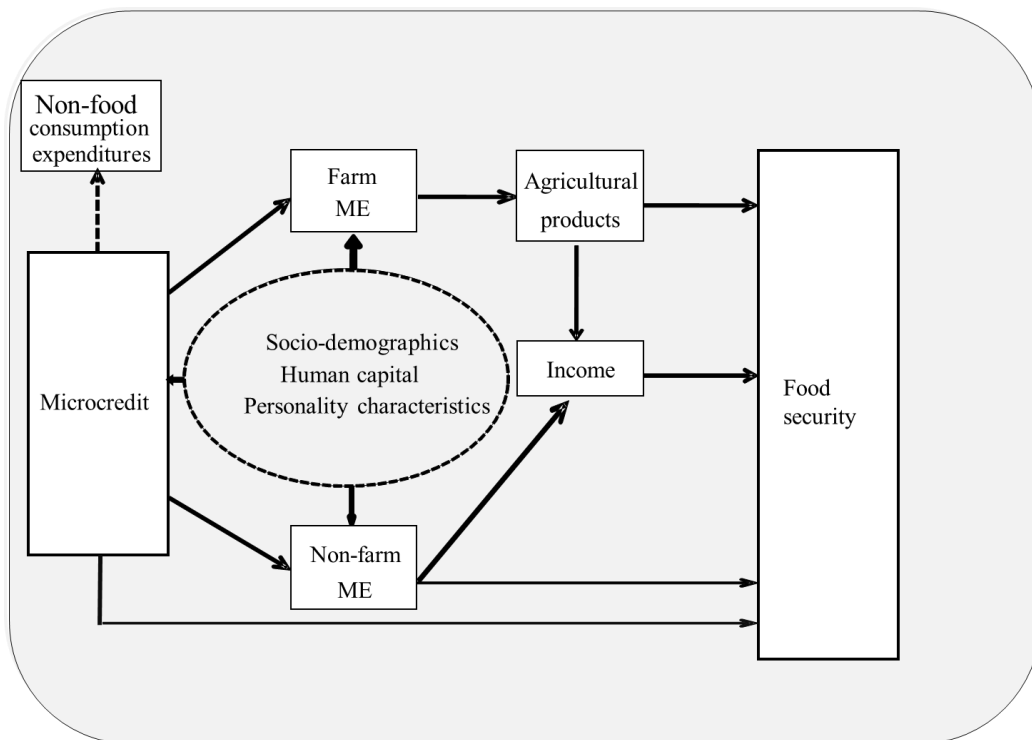 Non-food
consumption
expenditures
Farm
ME
Agricultural
products
Microcredit
Socio-demographics
Human capital
Personality characteristics
Income
Food
security
Non-farm
ME